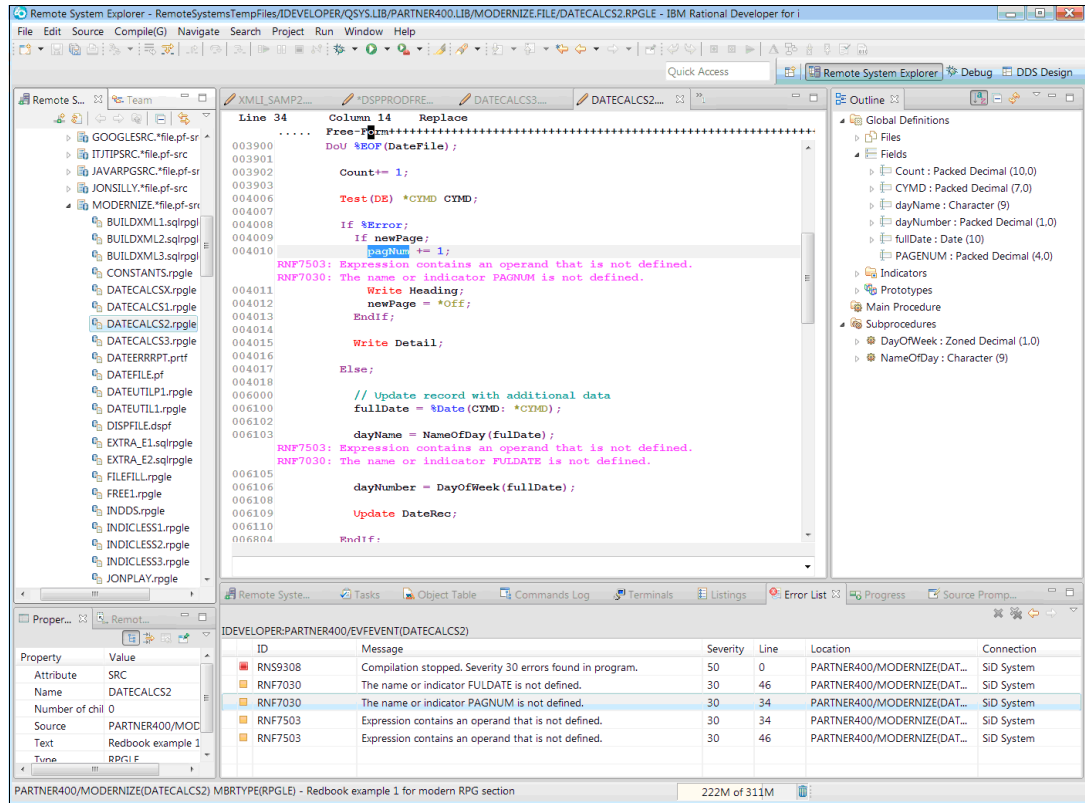 Remote System Explorer - RemoteSystemsTempFiles/IDEVELOPER/QSYS.LIB/PARTNER400.LIB/MODERNIZE.FILE/DATECALCS2.RPGLE - IBM Rational Developer for i
File Edit Source Compile(G) Navigate Search Project Run Window Help
Quick Access
Remote System Explorer Debug DDS Design
Remote S... Team
GOOGLESRC.*file.pf-sr
ITJTIPSRC.*file.pf-src
JAVARPGSRC.*file.pf-sr
JONSILLY.*file.pf-src
MODERNIZE.*file.pf-src
BUILDXML1.sqlrpgl
BUILDXML2.sqlrpgl
BUILDXML3.sqlrpgl
CONSTANTS.rpgle
DATECALCSX.rpgle
DATECALCS1.rpgle
DATECALCS2.rpgle
DATECALCS3.rpgle
DATEERRRPT.prtf
DATEFILE.pf
DATEUTILP1.rpgle
DATEUTIL1.rpgle
DISPFILE.dspf
EXTRA_E1.sqlrpgle
EXTRA_E2.sqlrpgle
FILEFILL.rpgle
FREE1.rpgle
INDDS.rpgle
INDICLESS1.rpgle
INDICLESS2.rpgle
INDICLESS3.rpgle
JONPLAY.rpgle
XMLI_SAMP2.... *DSPPRODFRE... DATECALCS3.... DATECALCS2....
Line 34 Column 14 Replace
..... Free-Form++++++++++++++++++++++++++++++++++++++++++++++++++++++++
003900 DoU %EOF(DateFile);
003901
003902 Count+= 1;
003903
004006 Test(DE) *CYMD CYMD;
004007
004008 If %Error;
004009 If newPage;
004010 pagNum += 1;
RNF7503: Expression contains an operand that is not defined.
RNF7030: The name or indicator PAGNUM is not defined.
004011 Write Heading;
004012 newPage = *Off;
004013 EndIf;
004014
004015 Write Detail;
004016
004017 Else;
004018
006000 // Update record with additional data
006100 fullDate = %Date(CYMD: *CYMD);
006102
006103 dayName = NameOfDay(fulDate);
RNF7503: Expression contains an operand that is not defined.
RNF7030: The name or indicator FULDATE is not defined.
006105
006106 dayNumber = DayOfWeek(fullDate);
006108
006109 Update DateRec;
006110
006804 EndIf;
Outline
Global Definitions
Files
Fields
Count : Packed Decimal (10,0)
CYMD : Packed Decimal (7,0)
dayName : Character (9)
dayNumber : Packed Decimal (1,0)
fullDate : Date (10)
PAGENUM : Packed Decimal (4,0)
Indicators
Prototypes
Main Procedure
Subprocedures
DayOfWeek : Zoned Decimal (1,0)
NameOfDay : Character (9)
Proper... Remot...
Property Value
Attribute SRC
Name DATECALCS2
Number of chil 0
Source PARTNER400/MOD
Text Redbook example 1
Type RPGLE
Remote Syste... Tasks Object Table Commands Log Terminals Listings Error List Progress Source Promp...
IDEVELOPER:PARTNER400/EVFEVENT(DATECALCS2)
ID Message Severity Line Location Connection
RNS9308 Compilation stopped. Severity 30 errors found in program. 50 0 PARTNER400/MODERNIZE(DAT... SiD System
RNF7030 The name or indicator FULDATE is not defined. 30 46 PARTNER400/MODERNIZE(DAT... SiD System
RNF7030 The name or indicator PAGNUM is not defined. 30 34 PARTNER400/MODERNIZE(DAT... SiD System
RNF7503 Expression contains an operand that is not defined. 30 34 PARTNER400/MODERNIZE(DAT... SiD System
RNF7503 Expression contains an operand that is not defined. 30 46 PARTNER400/MODERNIZE(DAT... SiD System
PARTNER400/MODERNIZE(DATECALCS2) MBRTYPE(RPGLE) - Redbook example 1 for modern RPG section
222M of 311M